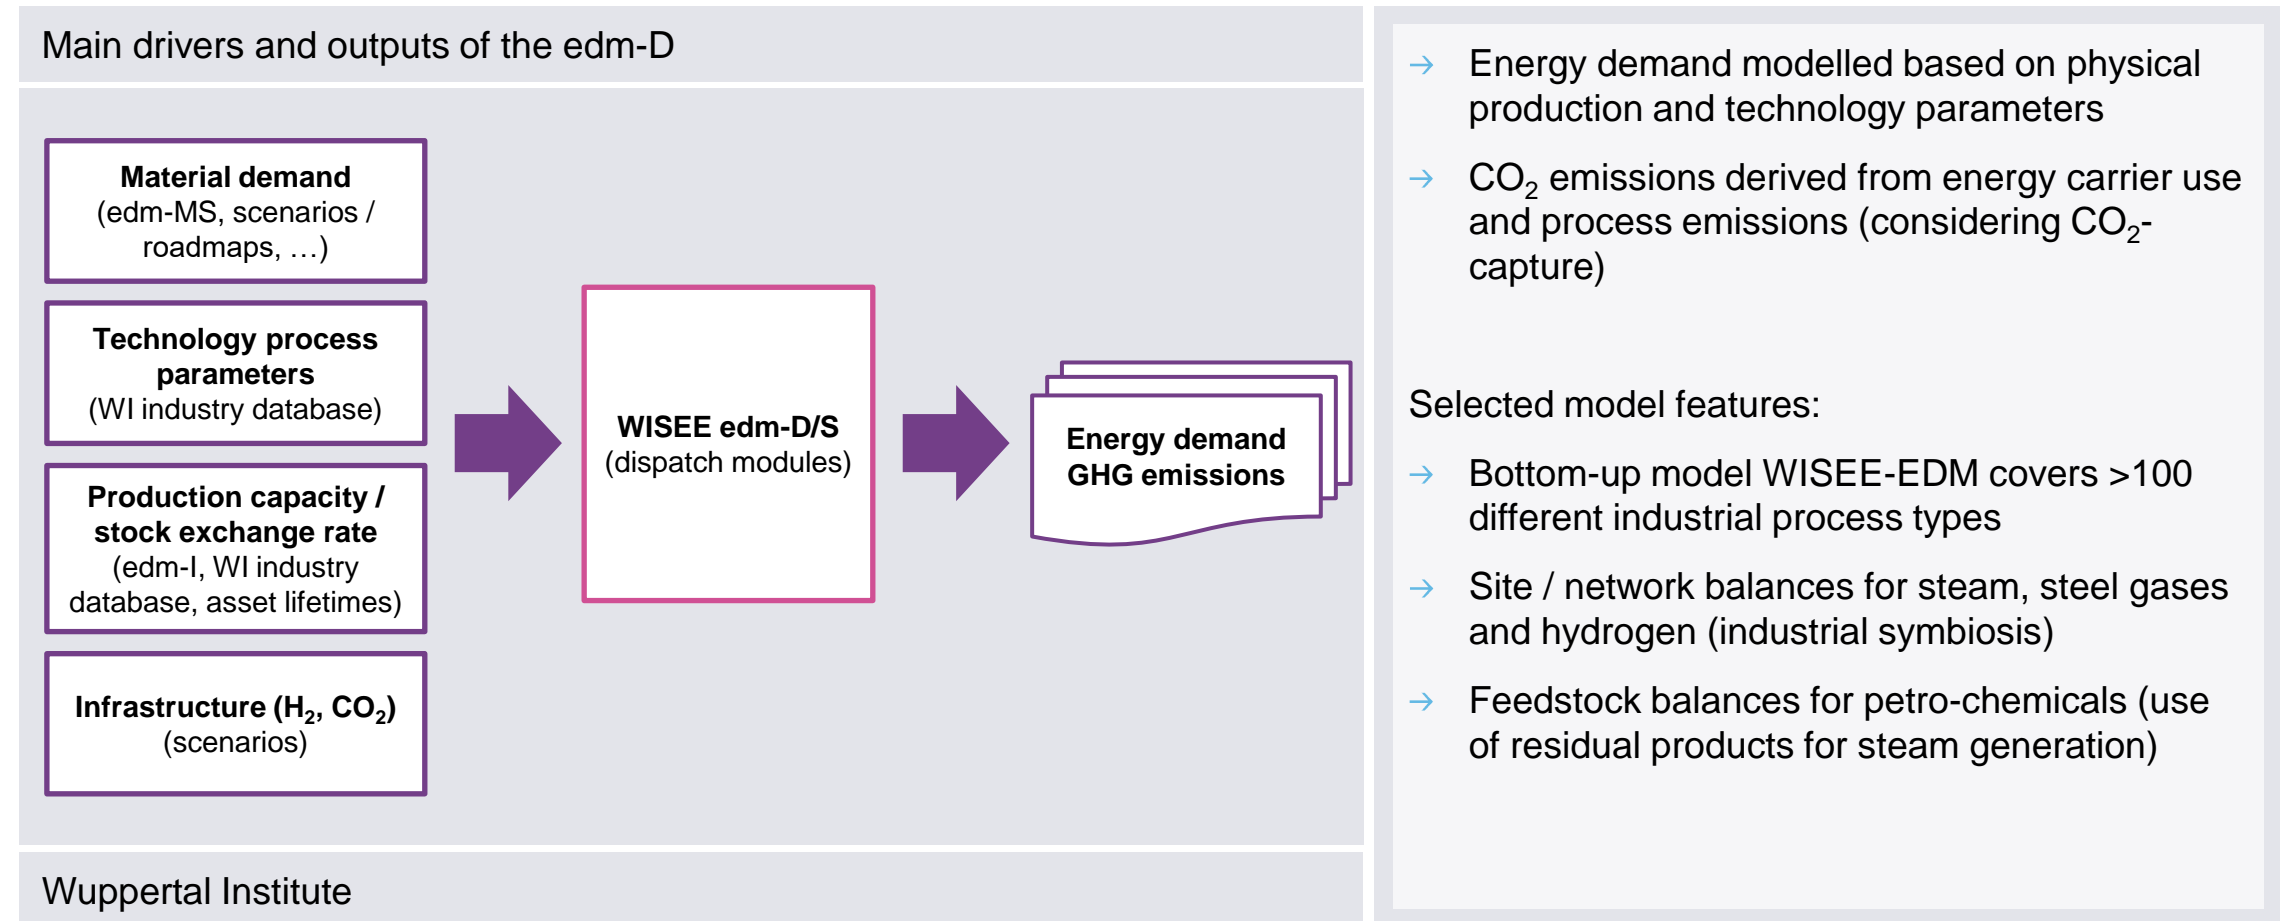 Main drivers and outputs of the edm-D
Material demand
(edm-MS, scenarios /
roadmaps, …)
Technology process
parameters
(WI industry database)
Production capacity /
stock exchange rate
(edm-I, WI industry
database, asset lifetimes)
Infrastructure (H₂, CO₂)
(scenarios)
WISEE edm-D/S
(dispatch modules)
Energy demand
GHG emissions
Wuppertal Institute
→ Energy demand modelled based on physical
production and technology parameters
→ CO₂ emissions derived from energy carrier use
and process emissions (considering CO₂-
capture)
Selected model features:
→ Bottom-up model WISEE-EDM covers >100
different industrial process types
→ Site / network balances for steam, steel gases
and hydrogen (industrial symbiosis)
→ Feedstock balances for petro-chemicals (use
of residual products for steam generation)